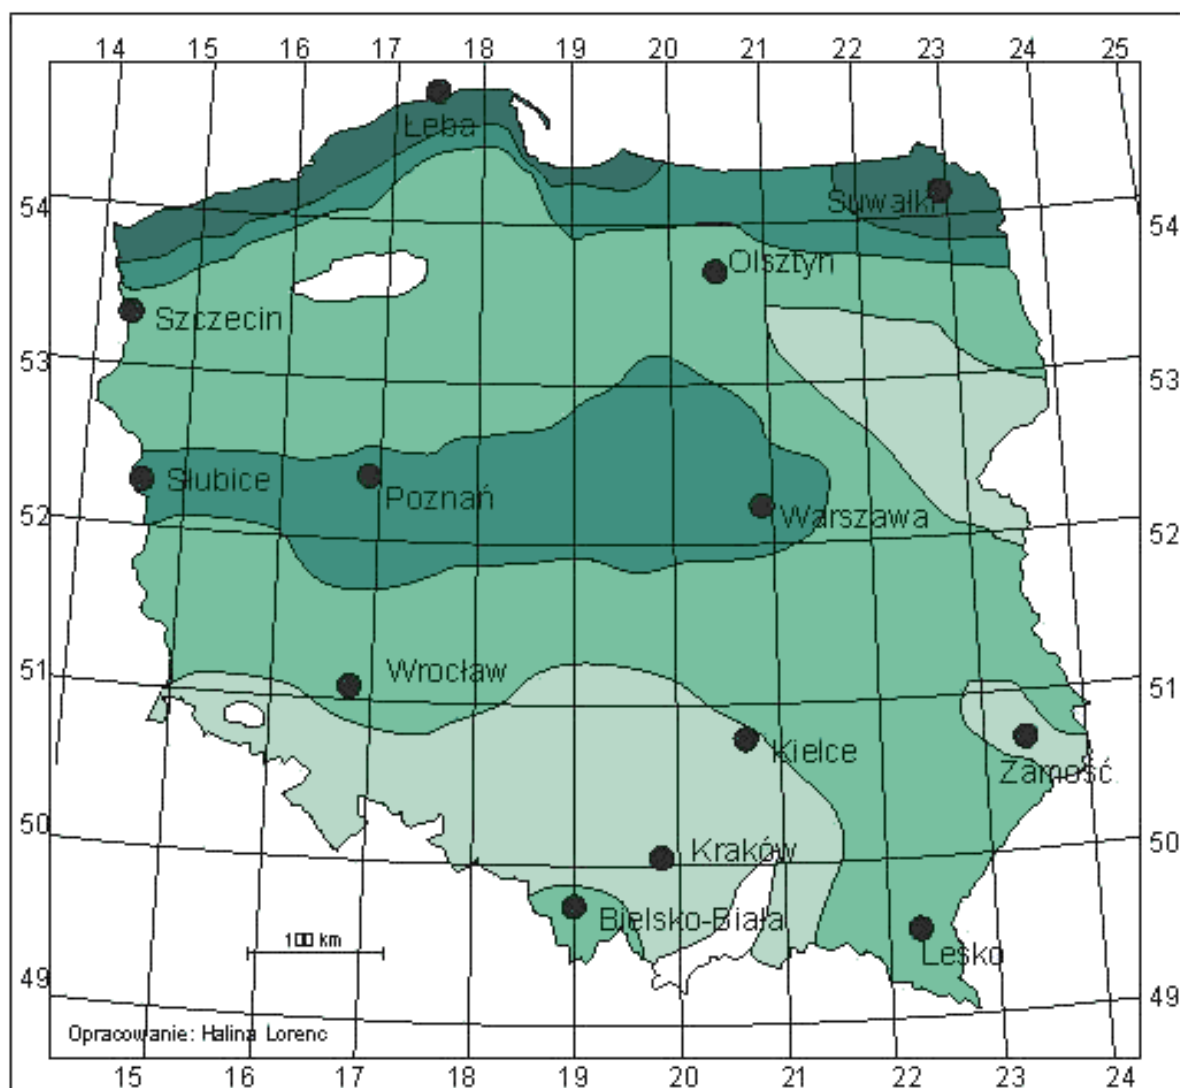 14 15 16 17 18 19 20 21 22 23 24 25
Łeba
54
Suwałki
54
Olsztyn
Szczecin
53
53
Słubice
Poznań
52
Warszawa
52
51
Wrocław
51
Kielce
Zamość
50
Kraków
50
Bielsko-Biała
100 km
Lesko
49
49
Opracowanie: Halina Lorenc
15 16 17 18 19 20 21 22 23 24